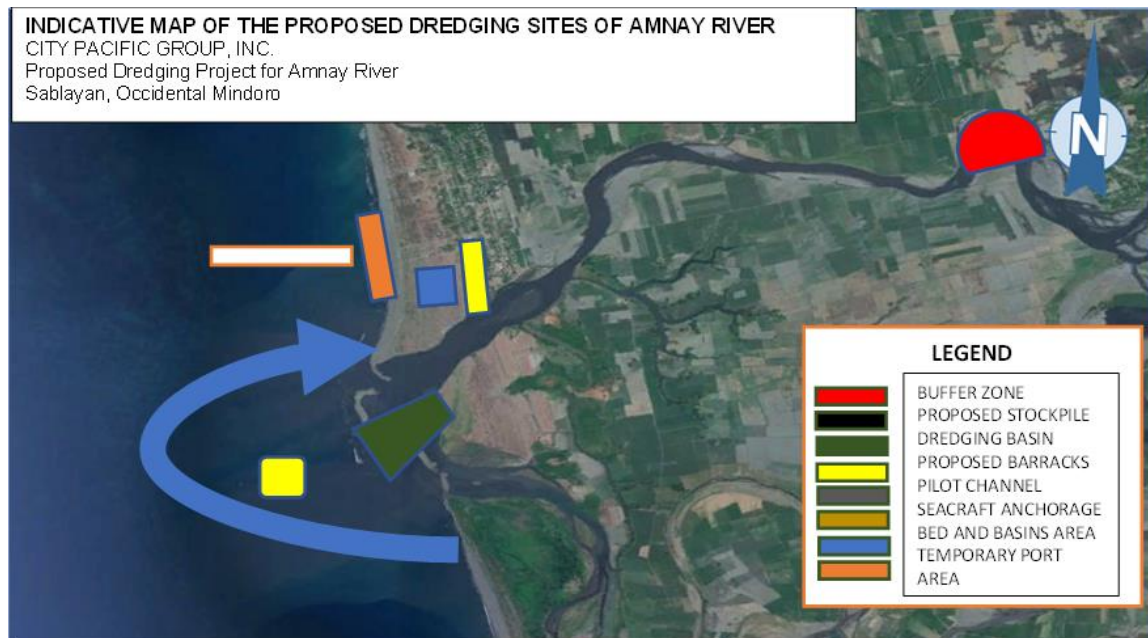 INDICATIVE MAP OF THE PROPOSED DREDGING SITES OF AMNAY RIVER
CITY PACIFIC GROUP, INC.
Proposed Dredging Project for Amnay River
Sablayan, Occidental Mindoro
N
LEGEND
BUFFER ZONE
PROPOSED STOCKPILE
DREDGING BASIN
PROPOSED BARRACKS
PILOT CHANNEL
SEACRAFT ANCHORAGE
BED AND BASINS AREA
TEMPORARY PORT
AREA